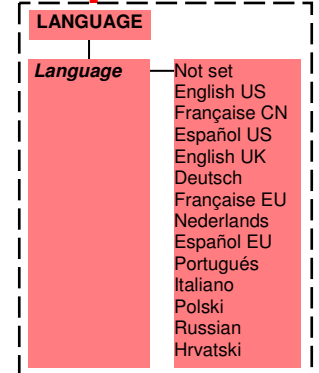 LANGUAGE
Language
Not set
English US
Française CN
Español US
English UK
Deutsch
Française EU
Nederlands
Español EU
Portugués
Italiano
Polski
Russian
Hrvatski